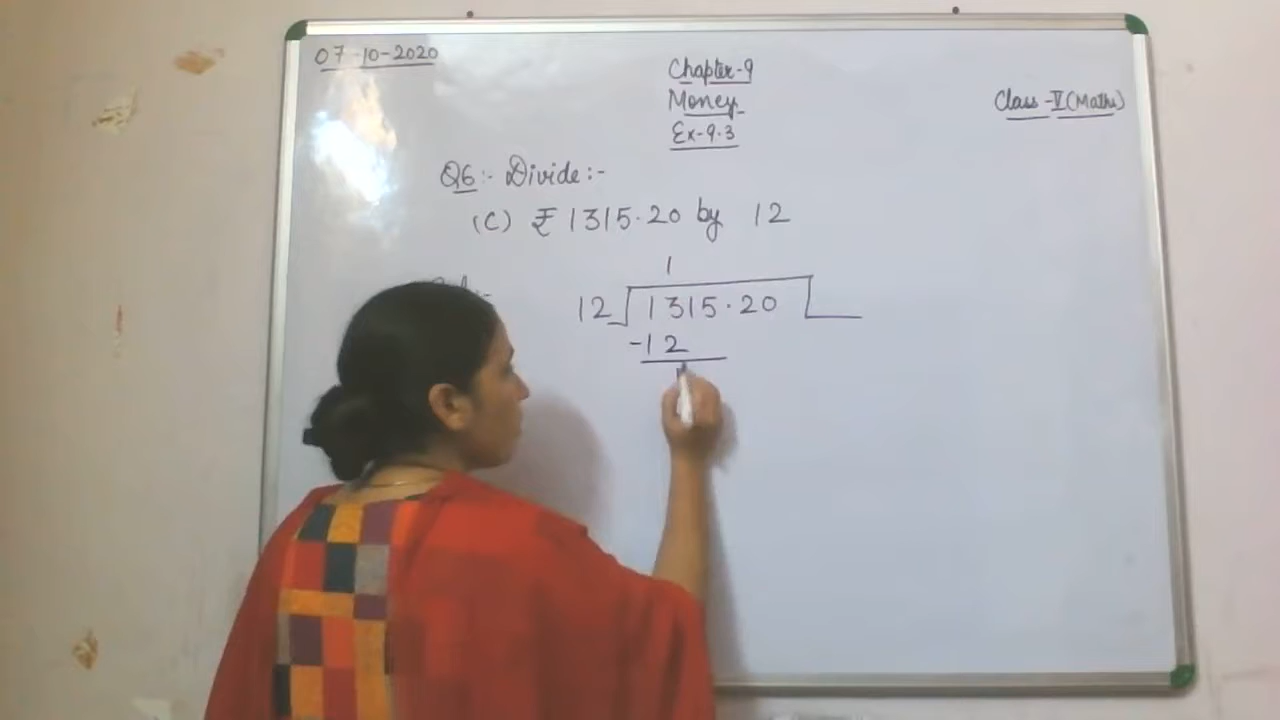 07-10-2020
Chapter-9
Money
Ex-9.3
Class-V (Maths)
Q6:- Divide:-
(C) ₹ 1315.20 by 12
1
12 1315.20
-12
1